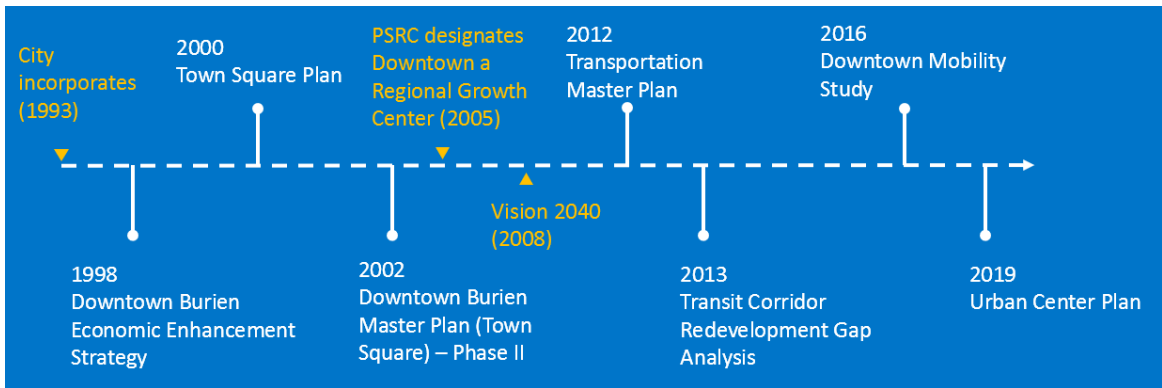 City
incorporates
(1993)
2000
Town Square Plan
PSRC designates
Downtown a
Regional Growth
Center (2005)
2012
Transportation
Master Plan
2016
Downtown Mobility
Study
1998
Downtown Burien
Economic Enhancement
Strategy
2002
Downtown Burien
Master Plan (Town
Square) – Phase II
Vision 2040
(2008)
2013
Transit Corridor
Redevelopment Gap
Analysis
2019
Urban Center Plan